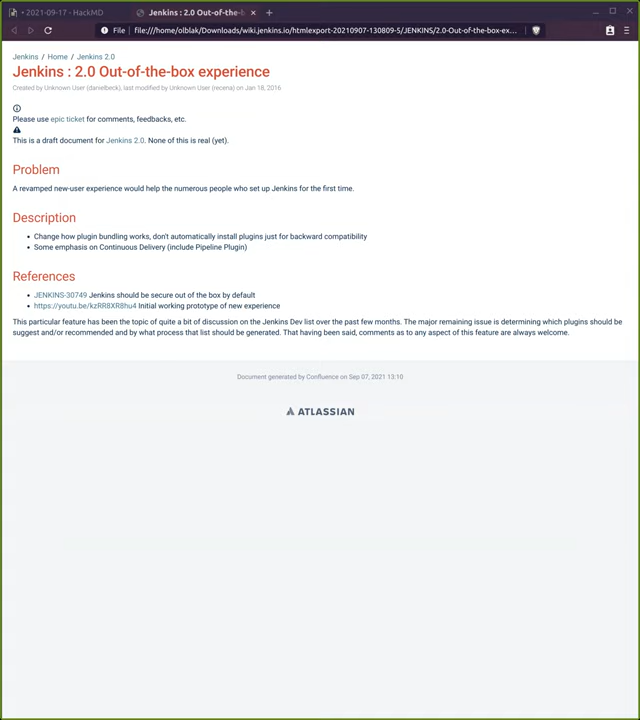 2021-09-17 - HackMD
Jenkins : 2.0 Out-of-the-b
File file:///home/olblak/Downloads/wiki.jenkins.io/htmlexport-20210907-130809-5/JENKINS/2.0-Out-of-the-box-ex...
Jenkins / Home / Jenkins 2.0
Jenkins : 2.0 Out-of-the-box experience
Created by Unknown User (danielbeck), last modified by Unknown User (recena) on Jan 18, 2016
Please use epic ticket for comments, feedbacks, etc.
This is a draft document for Jenkins 2.0. None of this is real (yet).
Problem
A revamped new-user experience would help the numerous people who set up Jenkins for the first time.
Description
• Change how plugin bundling works, don't automatically install plugins just for backward compatibility
• Some emphasis on Continuous Delivery (include Pipeline Plugin)
References
• JENKINS-30749 Jenkins should be secure out of the box by default
• https://youtu.be/kzRR8XR8hu4 Initial working prototype of new experience
This particular feature has been the topic of quite a bit of discussion on the Jenkins Dev list over the past few months. The major remaining issue is determining which plugins should be
suggest and/or recommended and by what process that list should be generated. That having been said, comments as to any aspect of this feature are always welcome.
Document generated by Confluence on Sep 07, 2021 13:10
ATLASSIAN